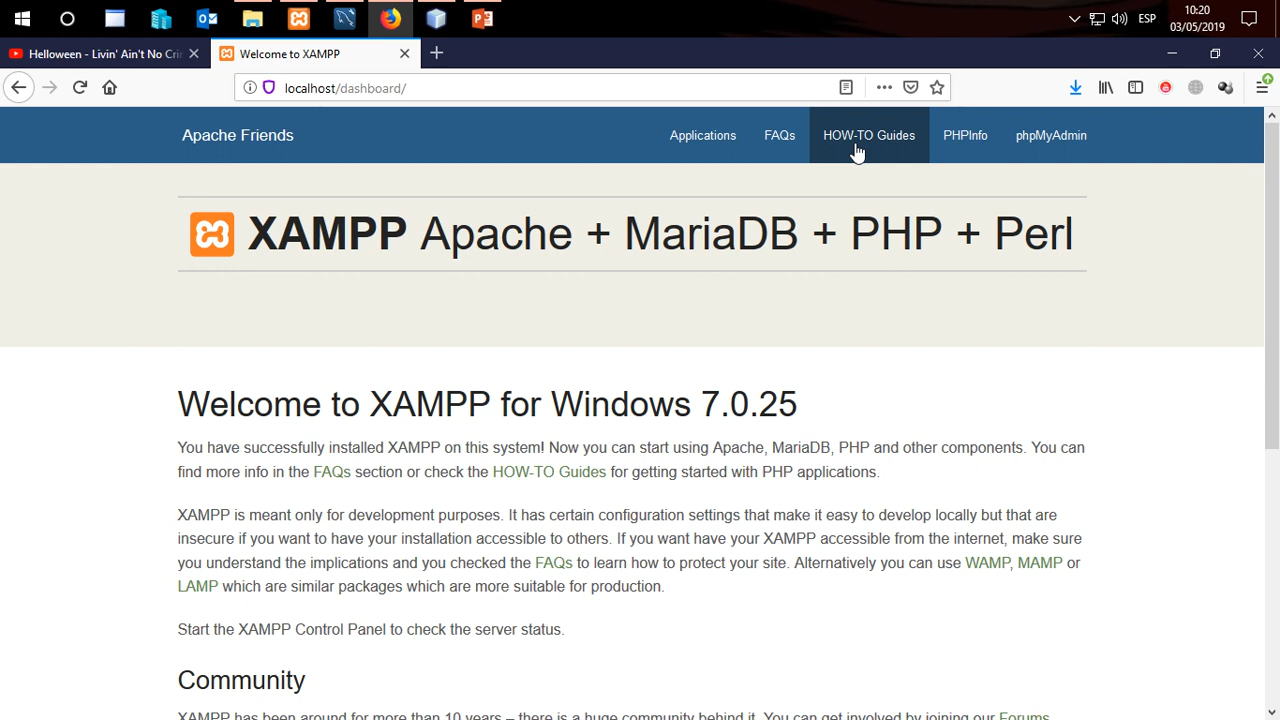 10:20
ESP
03/05/2019
Helloween - Livin' Ain't No Cri
Welcome to XAMPP
localhost/dashboard/
Apache Friends
Applications
FAQs
HOW-TO Guides
PHPInfo
phpMyAdmin
XAMPP Apache + MariaDB + PHP + Perl
Welcome to XAMPP for Windows 7.0.25
You have successfully installed XAMPP on this system! Now you can start using Apache, MariaDB, PHP and other components. You can
find more info in the FAQs section or check the HOW-TO Guides for getting started with PHP applications.
XAMPP is meant only for development purposes. It has certain configuration settings that make it easy to develop locally but that are
insecure if you want to have your installation accessible to others. If you want have your XAMPP accessible from the internet, make sure
you understand the implications and you checked the FAQs to learn how to protect your site. Alternatively you can use WAMP, MAMP or
LAMP which are similar packages which are more suitable for production.
Start the XAMPP Control Panel to check the server status.
Community
XAMPP has been around for more than 10 years – there is a huge community behind it. You can get involved by joining our Forums